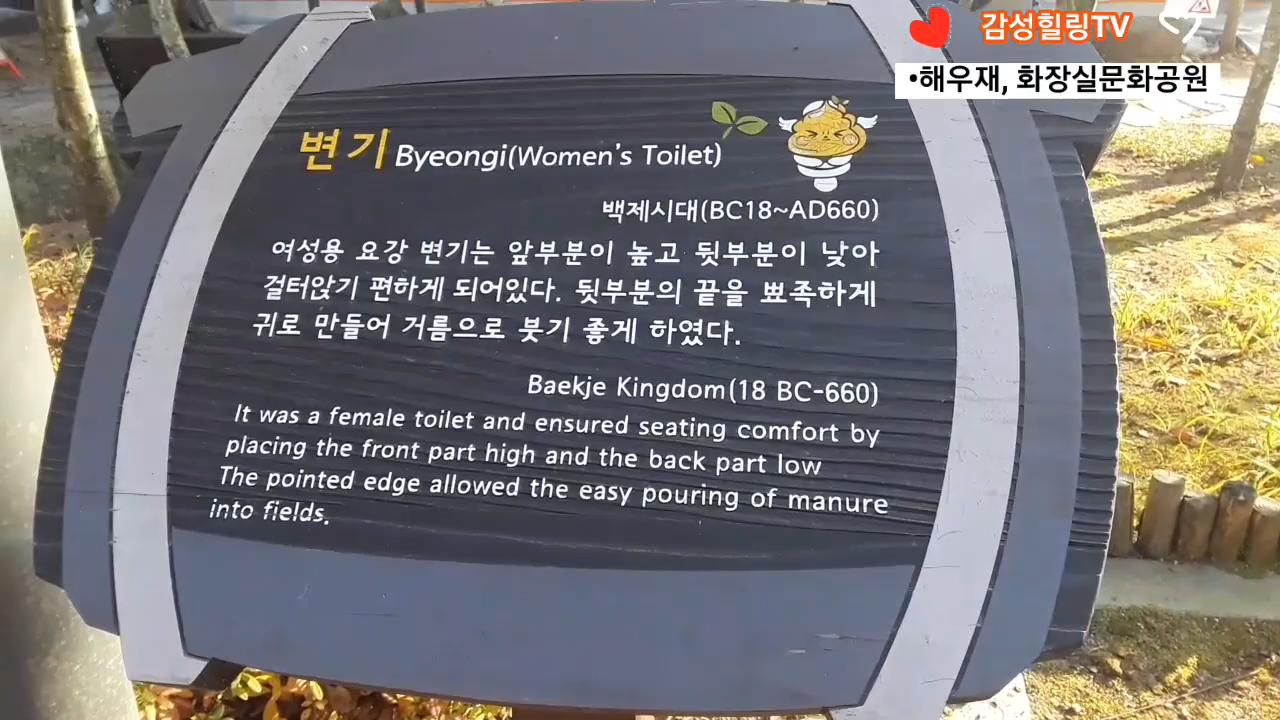 감성힐링TV
•해우재, 화장실문화공원
변기 Byeongi(Women's Toilet)
백제시대(BC18~AD660)
여성용 요강 변기는 앞부분이 높고 뒷부분이 낮아
걸터앉기 편하게 되어있다. 뒷부분의 끝을 뾰족하게
귀로 만들어 거름으로 붓기 좋게 하였다.
Baekje Kingdom(18 BC-660)
It was a female toilet and ensured seating comfort by
placing the front part high and the back part low
The pointed edge allowed the easy pouring of manure
into fields.